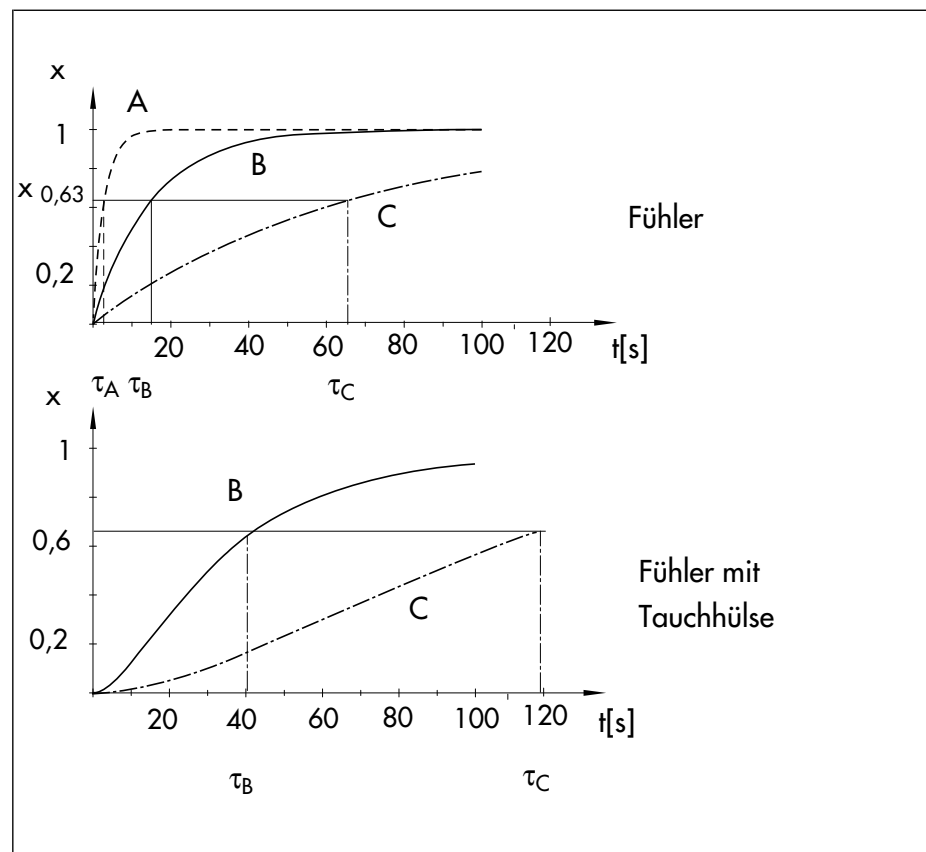 x
A
1
B
x 0,63
C
Fühler
0,2
20 40 60 80 100 120
t[s]
τA τB τC
x
1
B
0,6
Fühler mit
C
Tauchhülse
0,2
20 40 60 80 100 120
t[s]
τB τC